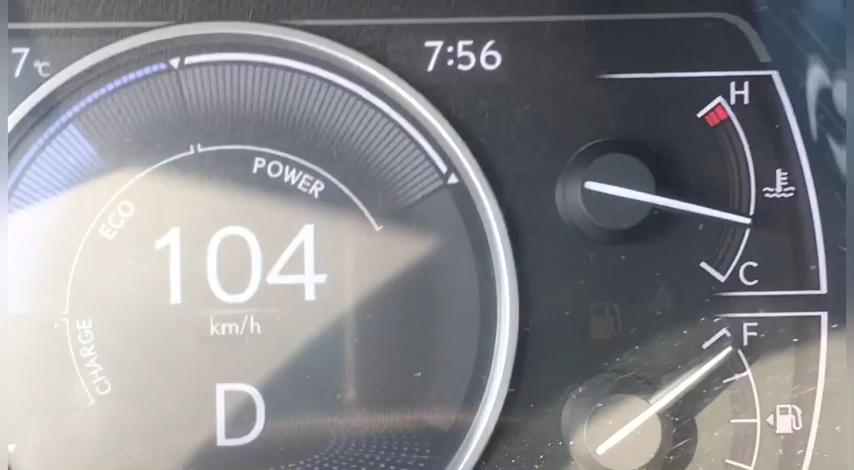 7°C
7:56
H
POWER
ECO
104
km/h
C
CHARGE
F
D